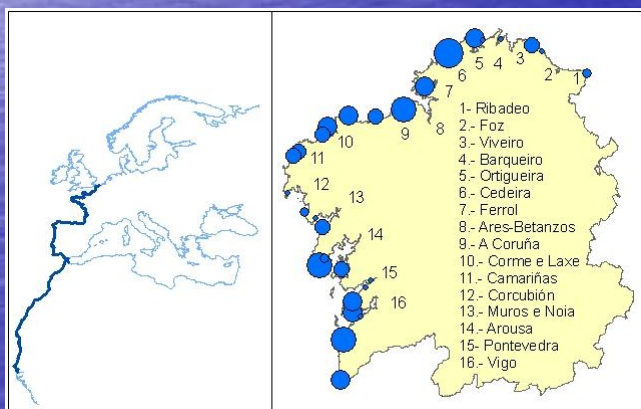 5
4
3
2
1
6
7
8
9
10
11
12
13
14
15
16
1- Ribadeo
2.- Foz
3.- Viveiro
4.- Barqueiro
5.- Ortigueira
6.- Cedeira
7.- Ferrol
8.- Ares-Betanzos
9.- A Coruña
10.- Corme e Laxe
11.- Camariñas
12.- Corcubión
13.- Muros e Noia
14.- Arousa
15- Pontevedra
16.- Vigo